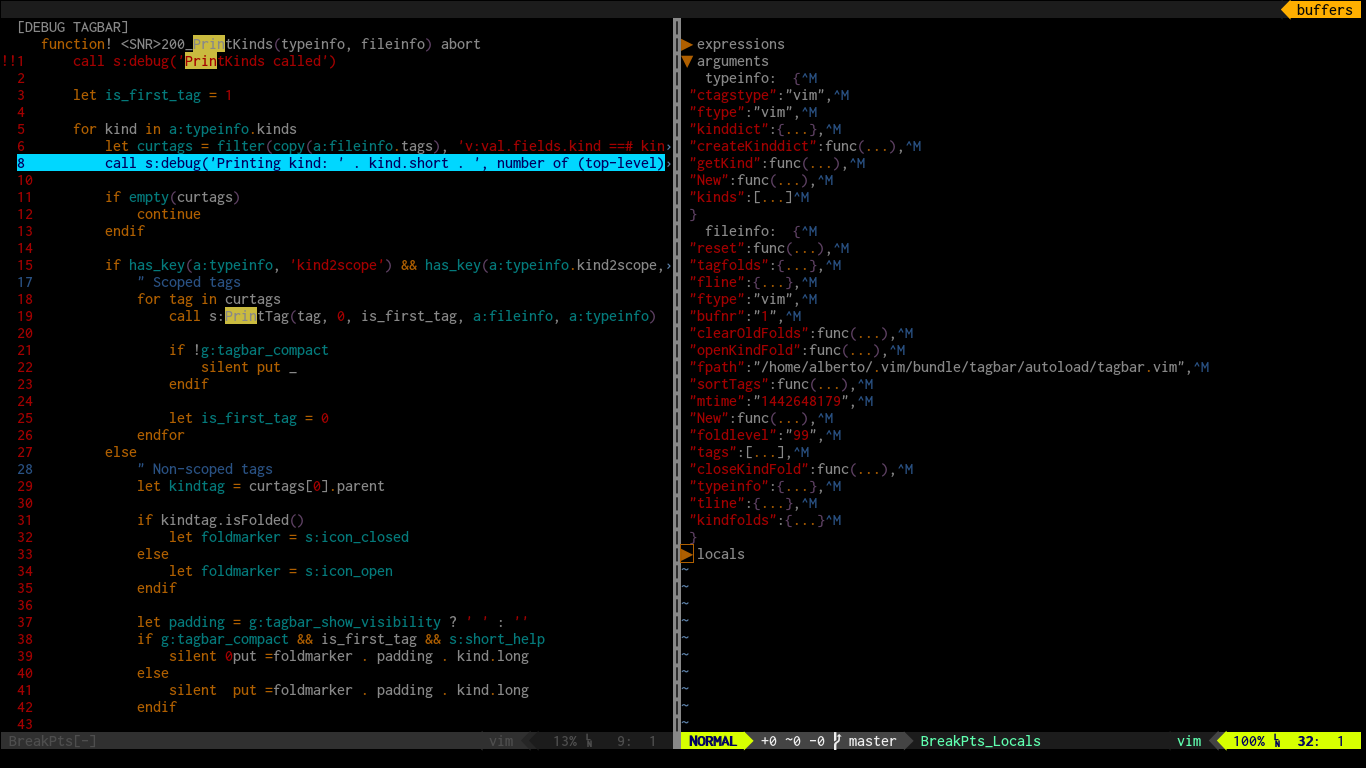 buffers
[DEBUG TAGBAR]
function! <SNR>200_PrintKinds(typeinfo, fileinfo) abort
!!1 call s:debug('PrintKinds called')
2
3 let is_first_tag = 1
4
5 for kind in a:typeinfo.kinds
6 let curtags = filter(copy(a:fileinfo.tags), 'v:val.fields.kind ==# kin›
8 call s:debug('Printing kind: ' . kind.short . ', number of (top-level)›
10
11 if empty(curtags)
12 continue
13 endif
14
15 if has_key(a:typeinfo, 'kind2scope') && has_key(a:typeinfo.kind2scope,›
17 " Scoped tags
18 for tag in curtags
19 call s:PrintTag(tag, 0, is_first_tag, a:fileinfo, a:typeinfo)
20
21 if !g:tagbar_compact
22 silent put _
23 endif
24
25 let is_first_tag = 0
26 endfor
27 else
28 " Non-scoped tags
29 let kindtag = curtags[0].parent
30
31 if kindtag.isFolded()
32 let foldmarker = s:icon_closed
33 else
34 let foldmarker = s:icon_open
35 endif
36
37 let padding = g:tagbar_show_visibility ? ' ' : ''
38 if g:tagbar_compact && is_first_tag && s:short_help
39 silent 0put =foldmarker . padding . kind.long
40 else
41 silent  put =foldmarker . padding . kind.long
42 endif
43
BreakPts[-] vim 13% ␤ 9: 1
▶ expressions
▼ arguments
typeinfo: {^M
"ctagstype":"vim",^M
"ftype":"vim",^M
"kinddict":{...},^M
"createKinddict":func(...),^M
"getKind":func(...),^M
"New":func(...),^M
"kinds":[...]^M
}
fileinfo: {^M
"reset":func(...),^M
"tagfolds":{...},^M
"fline":{...},^M
"ftype":"vim",^M
"bufnr":"1",^M
"clearOldFolds":func(...),^M
"openKindFold":func(...),^M
"fpath":"/home/alberto/.vim/bundle/tagbar/autoload/tagbar.vim",^M
"sortTags":func(...),^M
"mtime":"1442648179",^M
"New":func(...),^M
"foldlevel":"99",^M
"tags":[...],^M
"closeKindFold":func(...),^M
"typeinfo":{...},^M
"tline":{...},^M
"kindfolds":{...}^M
}
▶ locals
~
~
~
~
~
~
~
~
~
~
NORMAL +0 ~0 -0 master BreakPts_Locals vim 100% ␤ 32: 1